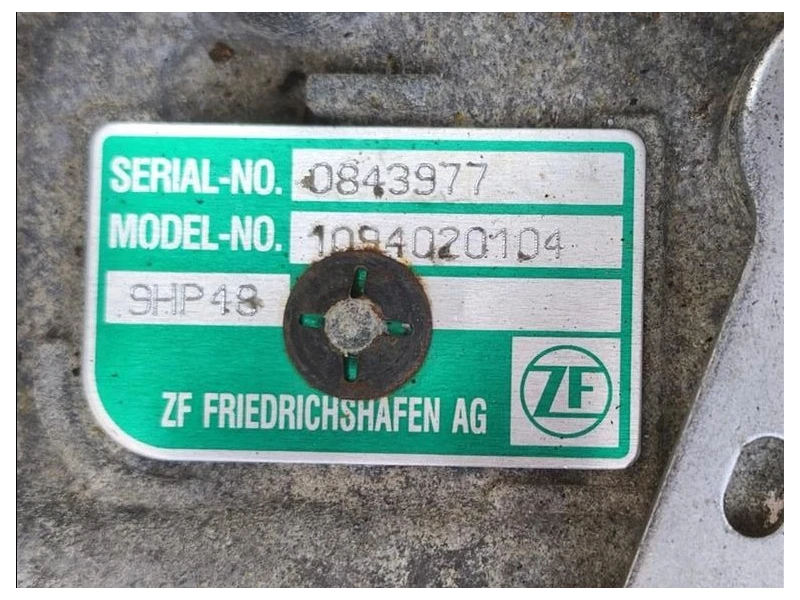 SERIAL-NO. 0843977
MODEL-NO. 1094020104
9HP48
ZF FRIEDRICHSHAFEN AG
ZF